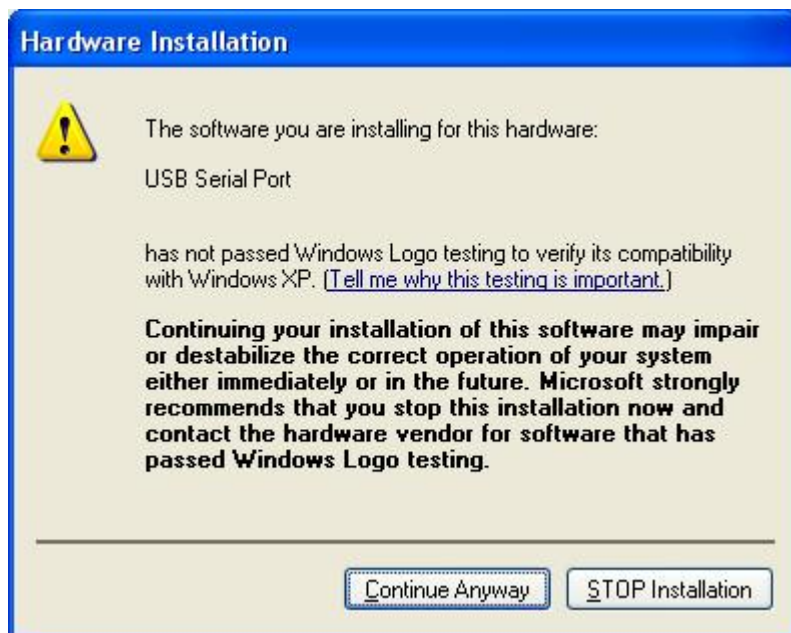 Hardware Installation
The software you are installing for this hardware:
USB Serial Port
has not passed Windows Logo testing to verify its compatibility
with Windows XP. (Tell me why this testing is important.)
Continuing your installation of this software may impair
or destabilize the correct operation of your system
either immediately or in the future. Microsoft strongly
recommends that you stop this installation now and
contact the hardware vendor for software that has
passed Windows Logo testing.
Continue Anyway STOP Installation